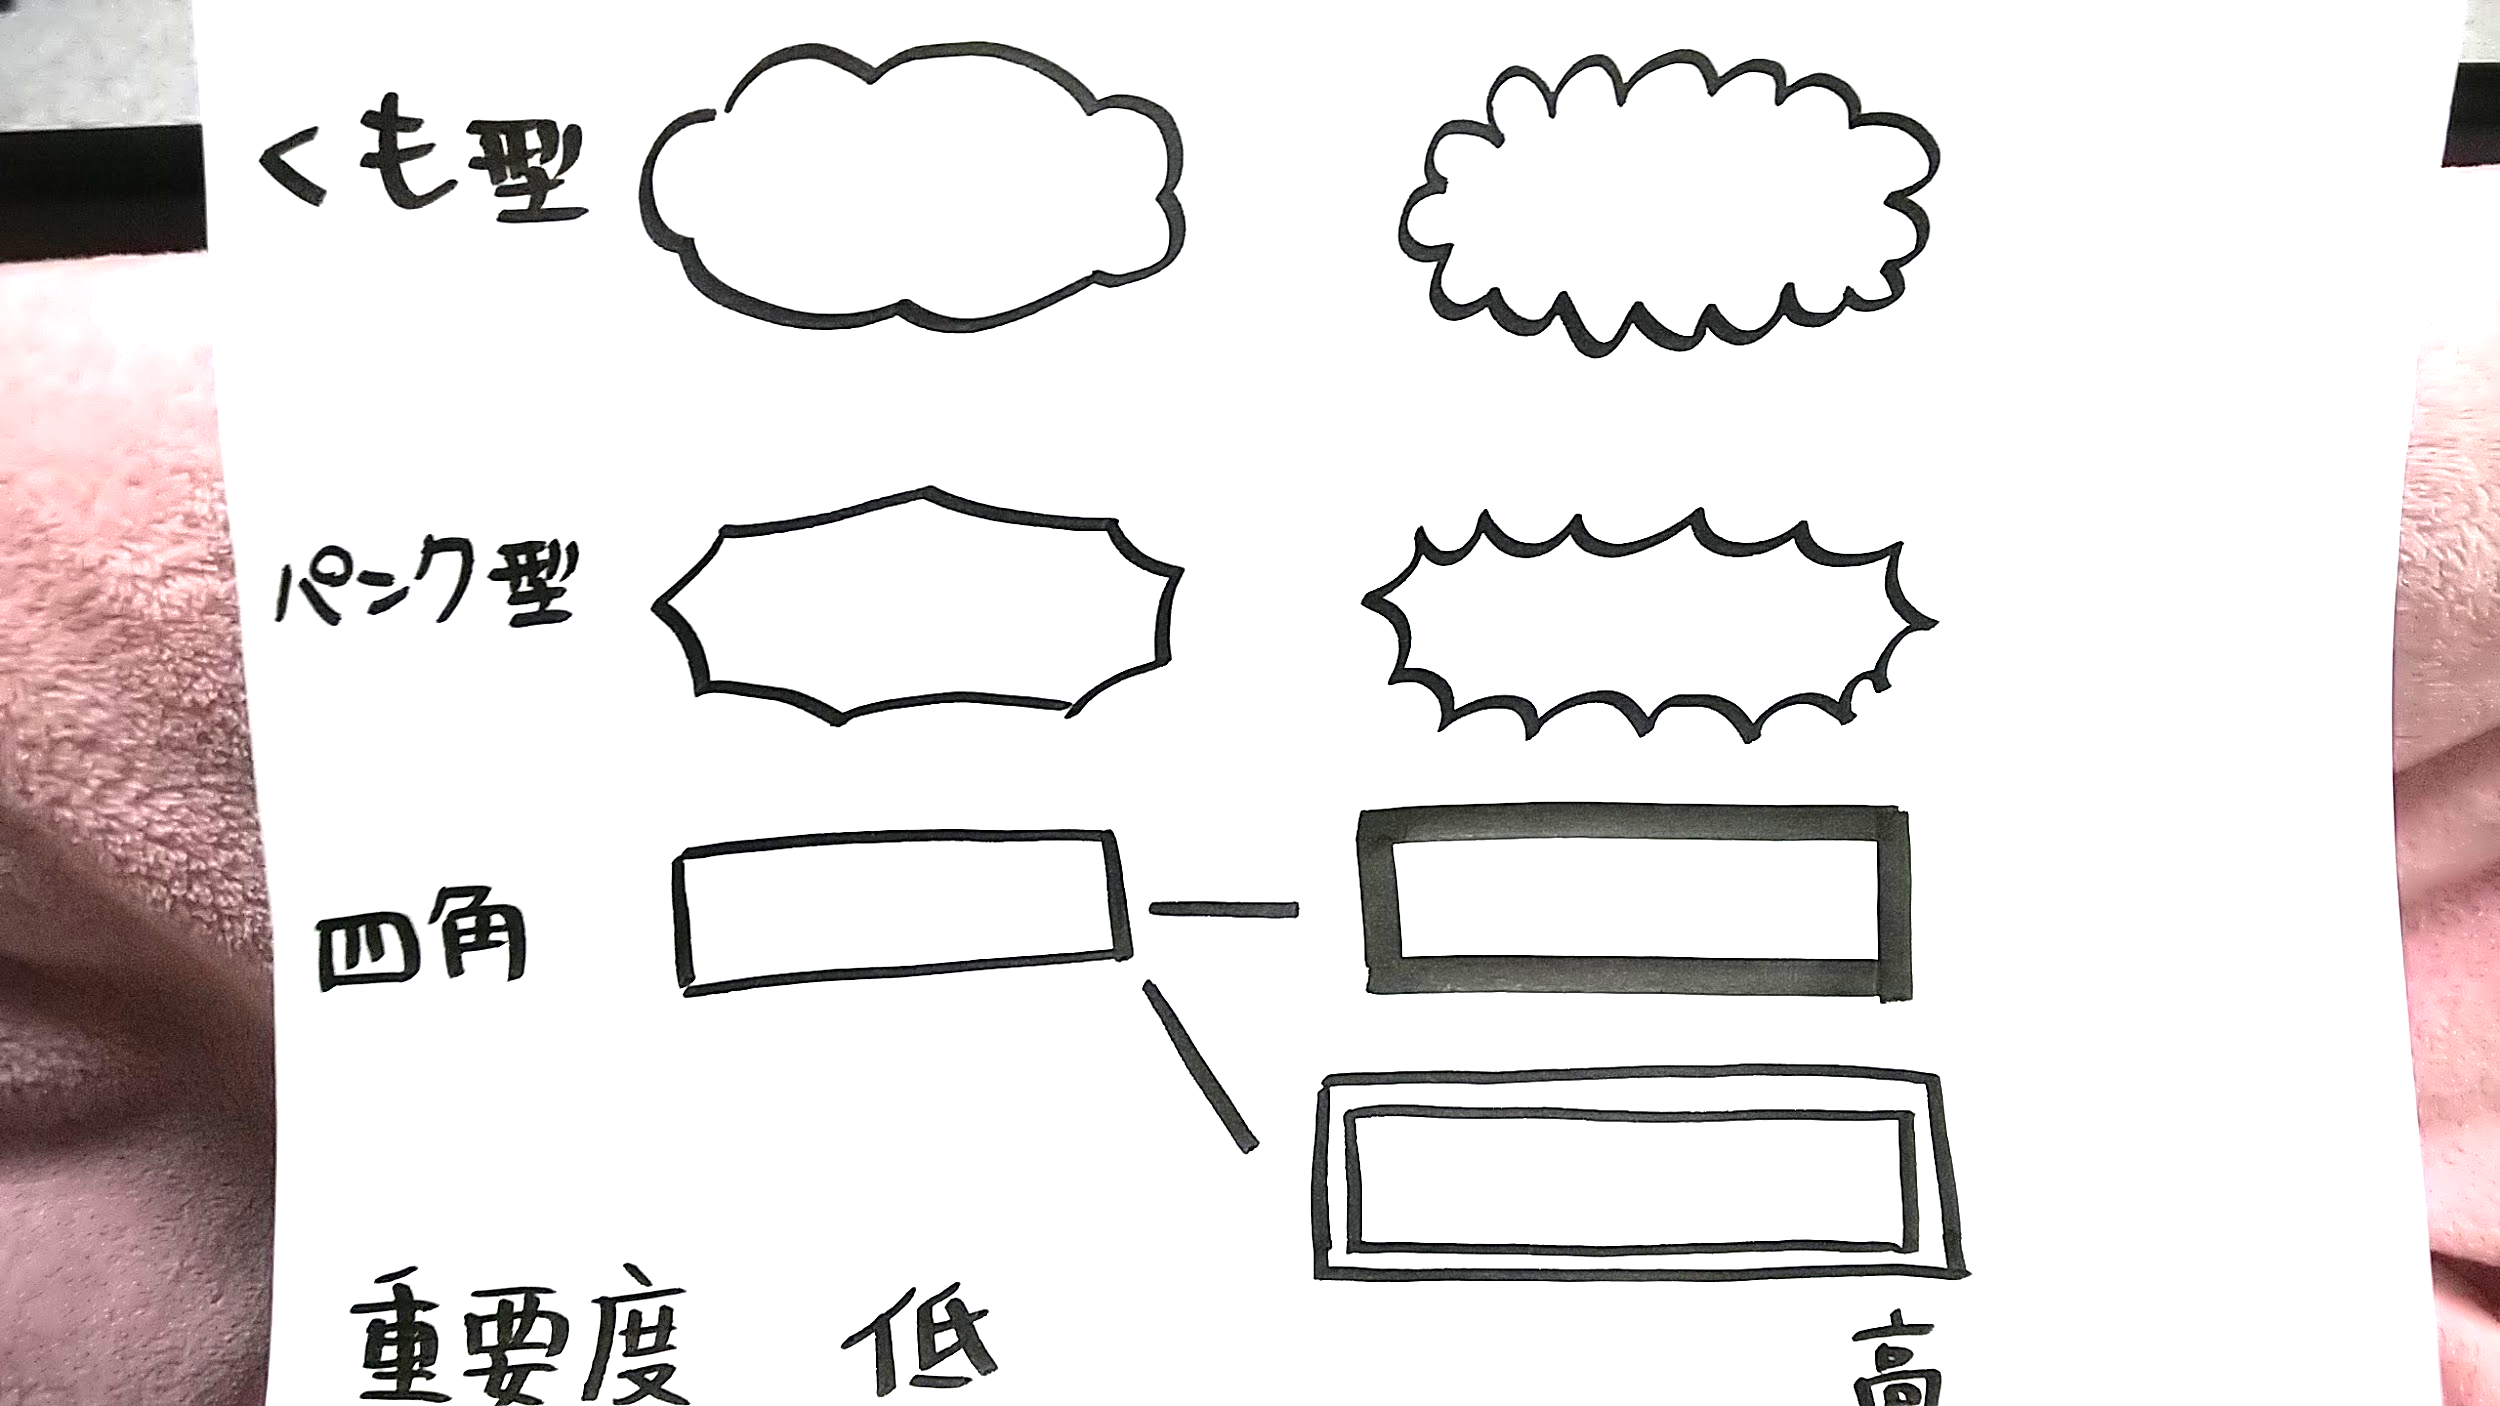 くも型
パンク型
四角
重要度 低 高